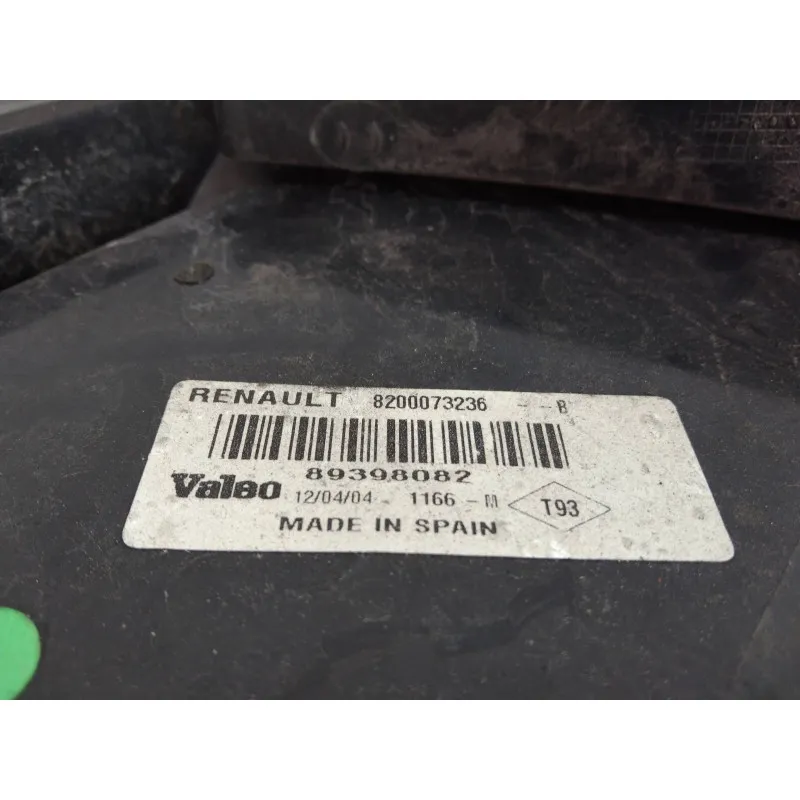 RENAULT 8200073236 - - B
89398082
Valeo 12/04/04 - 1166 - M T93
MADE IN SPAIN